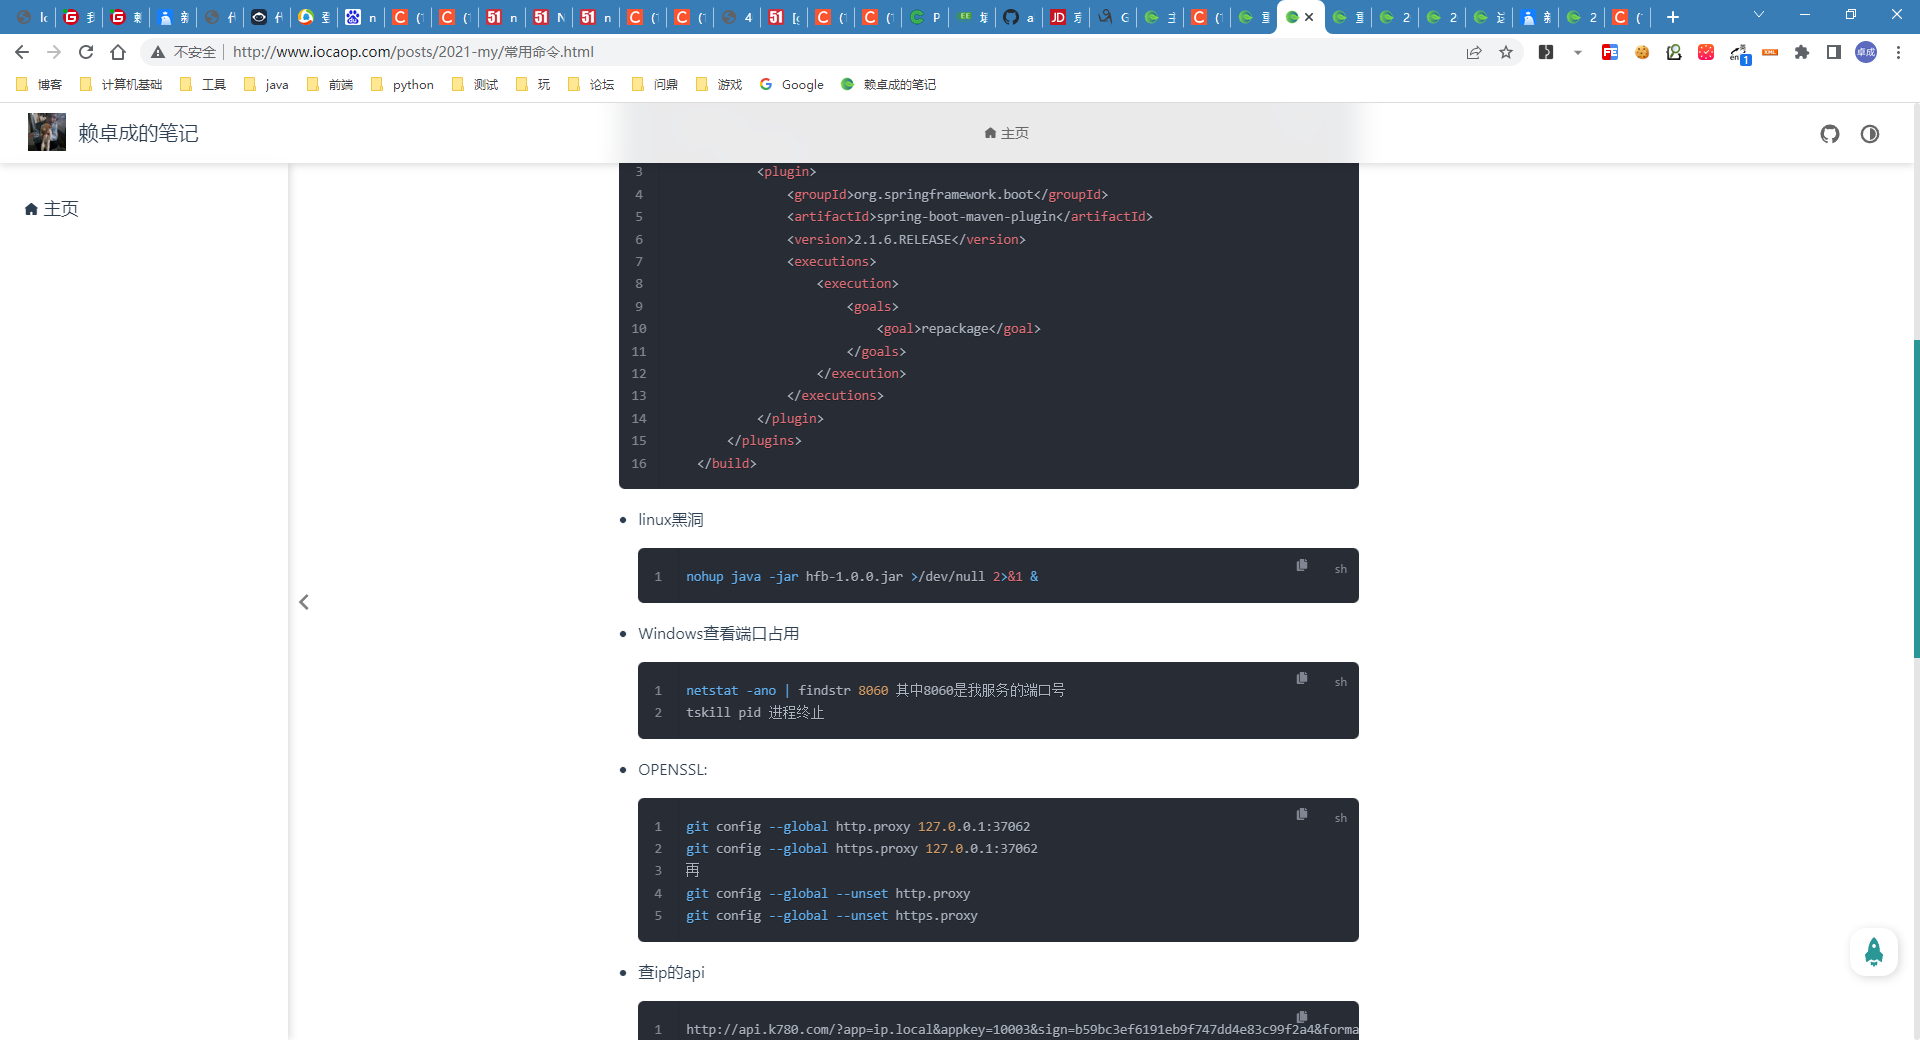 不安全 http://www.iocaop.com/posts/2021-my/常用命令.html
博客 计算机基础 工具 java 前端 python 测试 玩 论坛 问鼎 游戏 Google 赖卓成的笔记
赖卓成的笔记
主页
主页
3 <plugin>
4 <groupId>org.springframework.boot</groupId>
5 <artifactId>spring-boot-maven-plugin</artifactId>
6 <version>2.1.6.RELEASE</version>
7 <executions>
8 <execution>
9 <goals>
10 <goal>repackage</goal>
11 </goals>
12 </execution>
13 </executions>
14 </plugin>
15 </plugins>
16 </build>
linux黑洞
sh
1 nohup java -jar hfb-1.0.0.jar >/dev/null 2>&1 &
Windows查看端口占用
sh
1 netstat -ano | findstr 8060 其中8060是我服务的端口号
2 tskill pid 进程终止
OPENSSL:
sh
1 git config --global http.proxy 127.0.0.1:37062
2 git config --global https.proxy 127.0.0.1:37062
3 再
4 git config --global --unset http.proxy
5 git config --global --unset https.proxy
查ip的api
1 http://api.k780.com/?app=ip.local&appkey=10003&sign=b59bc3ef6191eb9f747dd4e83c99f2a4&forma